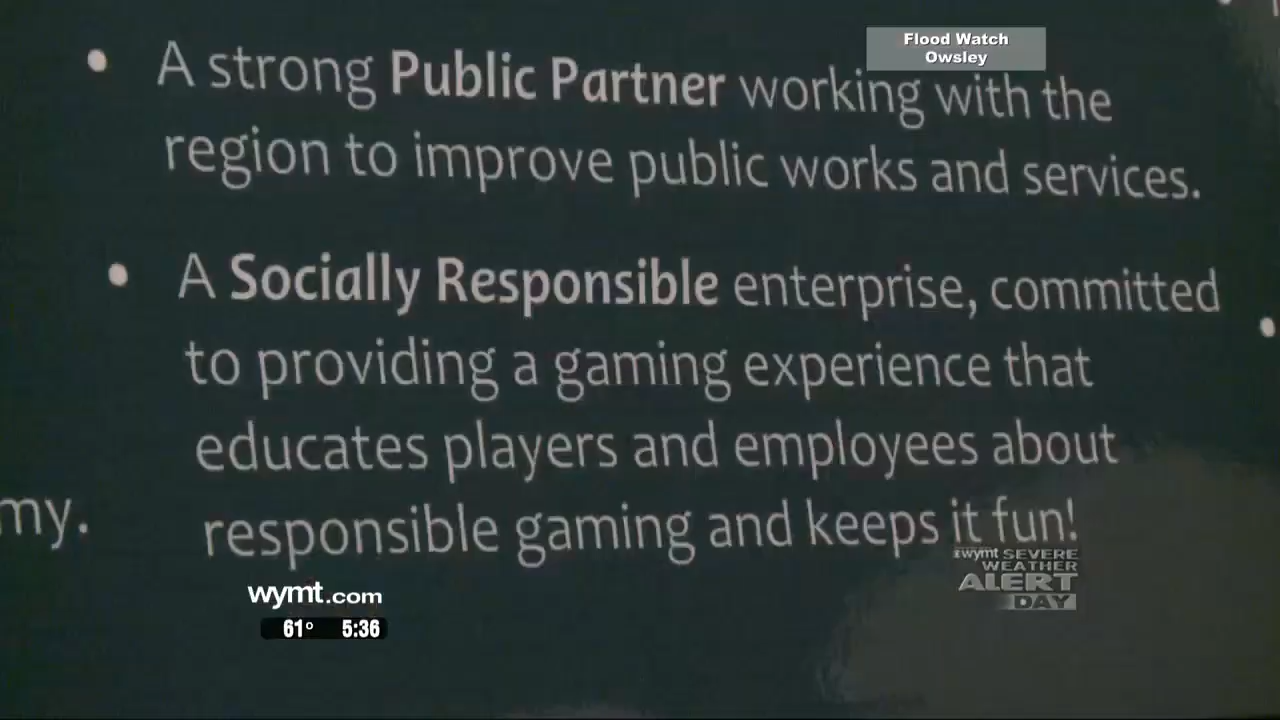 Flood Watch
Owsley
• A strong Public Partner working with the
region to improve public works and services.
• A Socially Responsible enterprise, committed
to providing a gaming experience that
educates players and employees about
responsible gaming and keeps it fun!
my.
wymt SEVERE
WEATHER
ALERT
DAY
wymt.com
61° 5:36